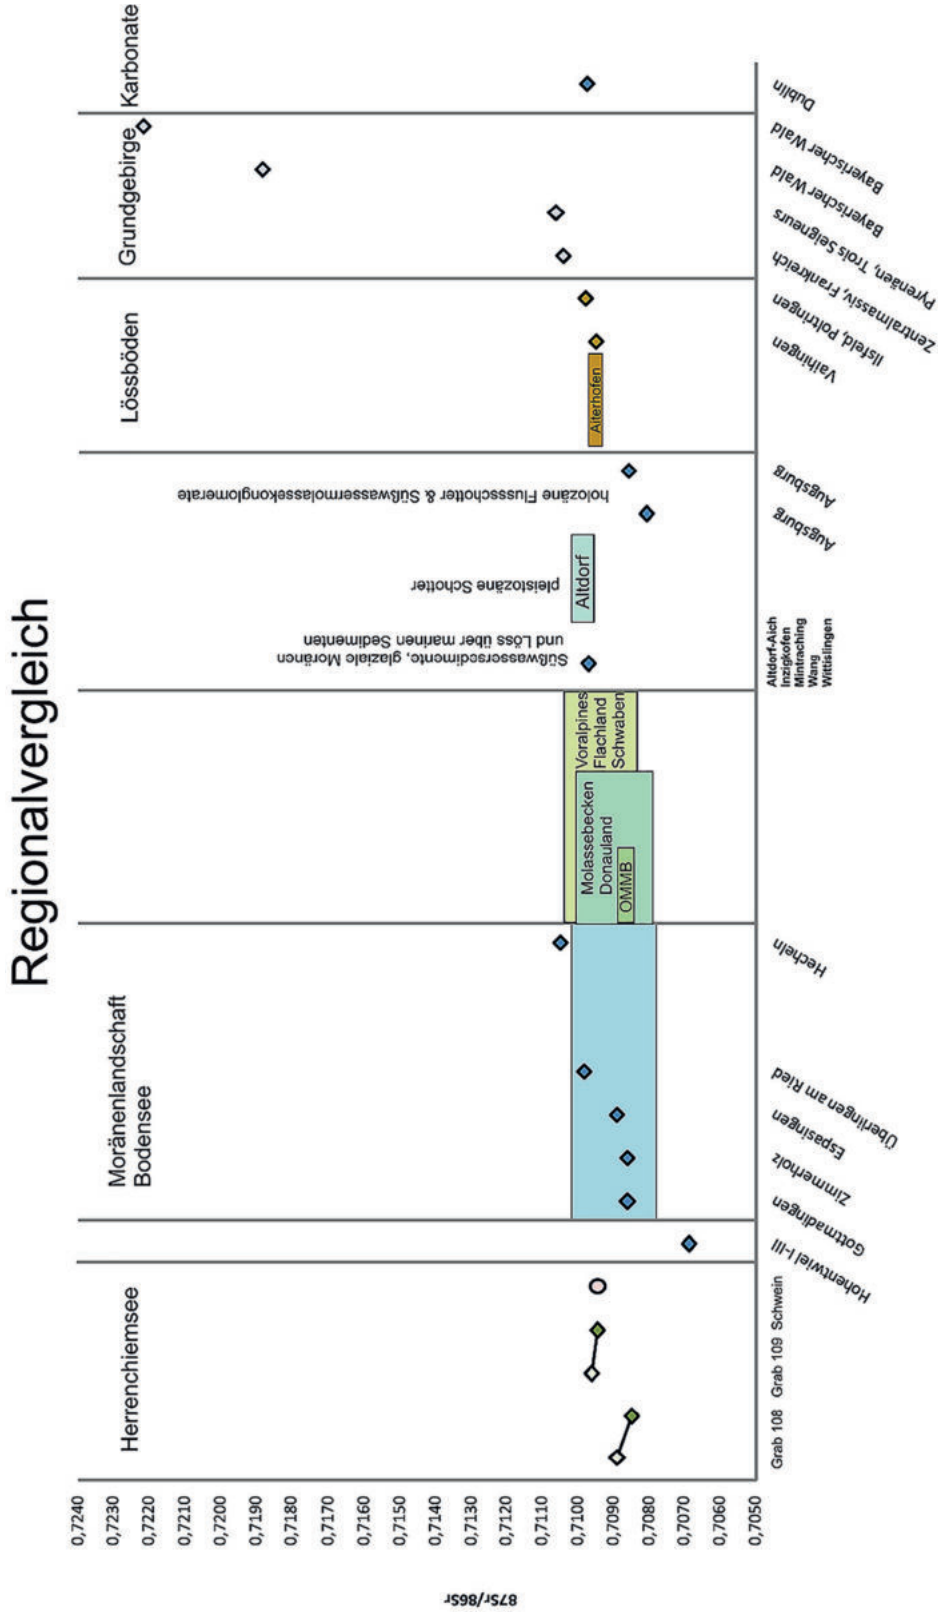 Regionalvergleich
Herrenchiemsee
Moränenlandschaft
Bodensee
Lössböden
Grundgebirge
Karbonate
87Sr/86Sr
0,7240
0,7230
0,7220
0,7210
0,7200
0,7190
0,7180
0,7170
0,7160
0,7150
0,7140
0,7130
0,7120
0,7110
0,7100
0,7090
0,7080
0,7070
0,7060
0,7050
Molassebecken
Donauland
OMMB
Voralpines
Flachland
Schwaben
Süßwassersedimente, glaziale Moränen
und Löss über marinen Sedimenten
pleistozäne Schotter
Altdorf
holozäne Flussschotter & Süßwassermolassekonglomerate
Aiterhofen
Grab 108
Grab 109
Schwein
Hohentwiel I-III
Gottmadingen
Zimmerholz
Espasingen
Überlingen am Ried
Hecheln
Altdorf-Aich
Inzigkofen
Mintraching
Wang
Wittislingen
Augsburg
Augsburg
Vaihingen
Ilsfeld, Poltringen
Zentralmassiv, Frankreich
Pyrenäen, Trois Seigneurs
Bayerischer Wald
Bayerischer Wald
Dublin